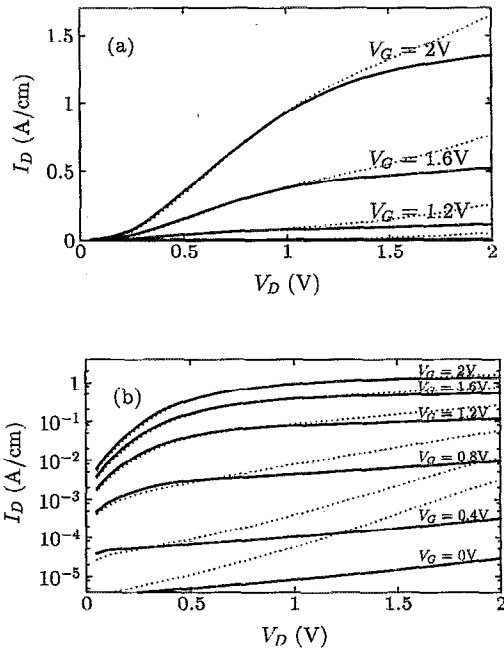 (a)
1.5
1
0.5
0
I_D (A/cm)
V_G = 2V
V_G = 1.6V
V_G = 1.2V
0.5
1
1.5
2
V_D (V)
(b)
1
10^{-1}
10^{-2}
10^{-3}
10^{-4}
10^{-5}
I_D (A/cm)
V_G = 2V
V_G = 1.6V
V_G = 1.2V
V_G = 0.8V
V_G = 0.4V
V_G = 0V
0
0.5
1
1.5
2
V_D (V)